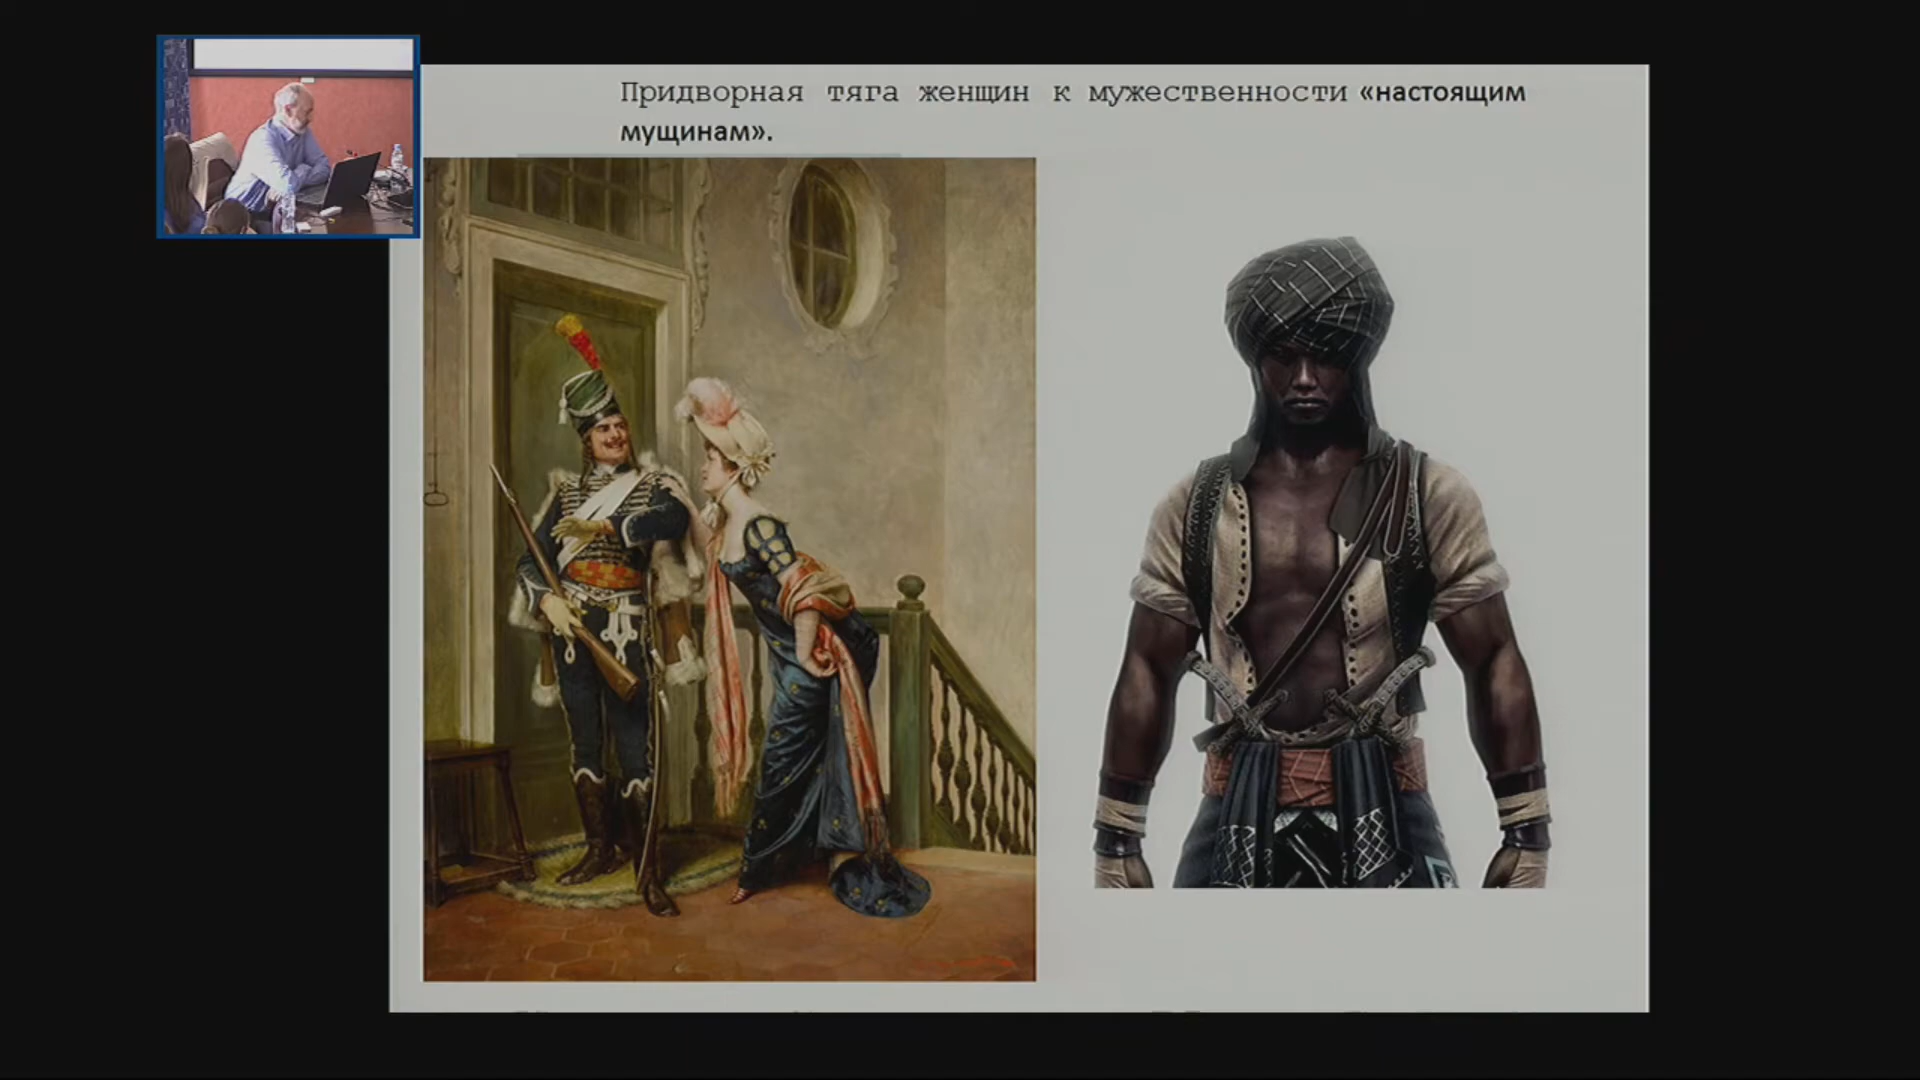 Придворная тяга женщин к мужественности «настоящим
мущинам».